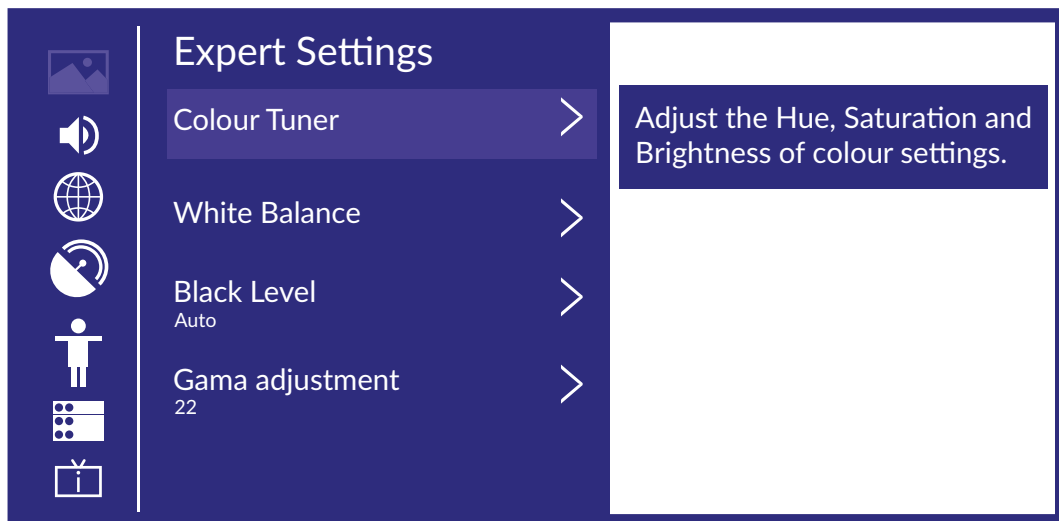 Expert Settings
Colour Tuner
Adjust the Hue, Saturation and
Brightness of colour settings.
White Balance
Black Level
Auto
Gama adjustment
22